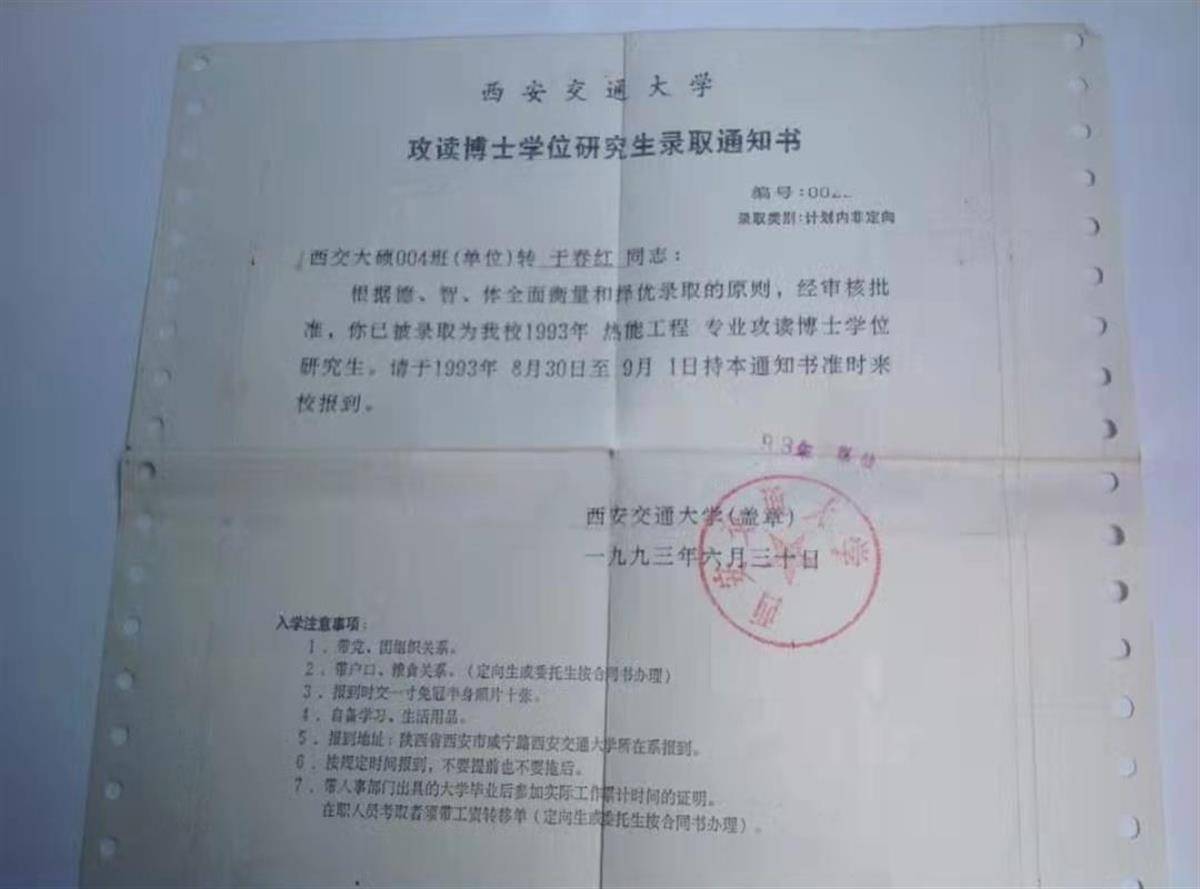 西安交通大学
攻读博士学位研究生录取通知书
编号:00
录取类别:计划内非定向
西交大硕004班(单位)转 于春红 同志:
根据德、智、体全面衡量和择优录取的原则,经审核批
准,你已被录取为我校1993年 热能工程 专业攻读博士学位
研究生。请于1993年 8月30日至 9月 1日持本通知书准时来
校报到。
93年
西安交通大学(盖章)
一九九三年六月三十日
西安交通大学
入学注意事项:
1.带党、团组织关系。
2.带户口、粮食关系。(定向生或委托生按合同书办理)
3.报到时交一寸免冠半身照片十张。
4.自备学习、生活用品。
5.报到地址:陕西省西安市咸宁路西安交通大学所在系报到。
6.按规定时间报到,不要提前也不要拖后。
7.带人事部门出具的大学毕业后参加实际工作累计时间的证明。
在职人员考取者须带工资转移单(定向生或委托生按合同书办理)。